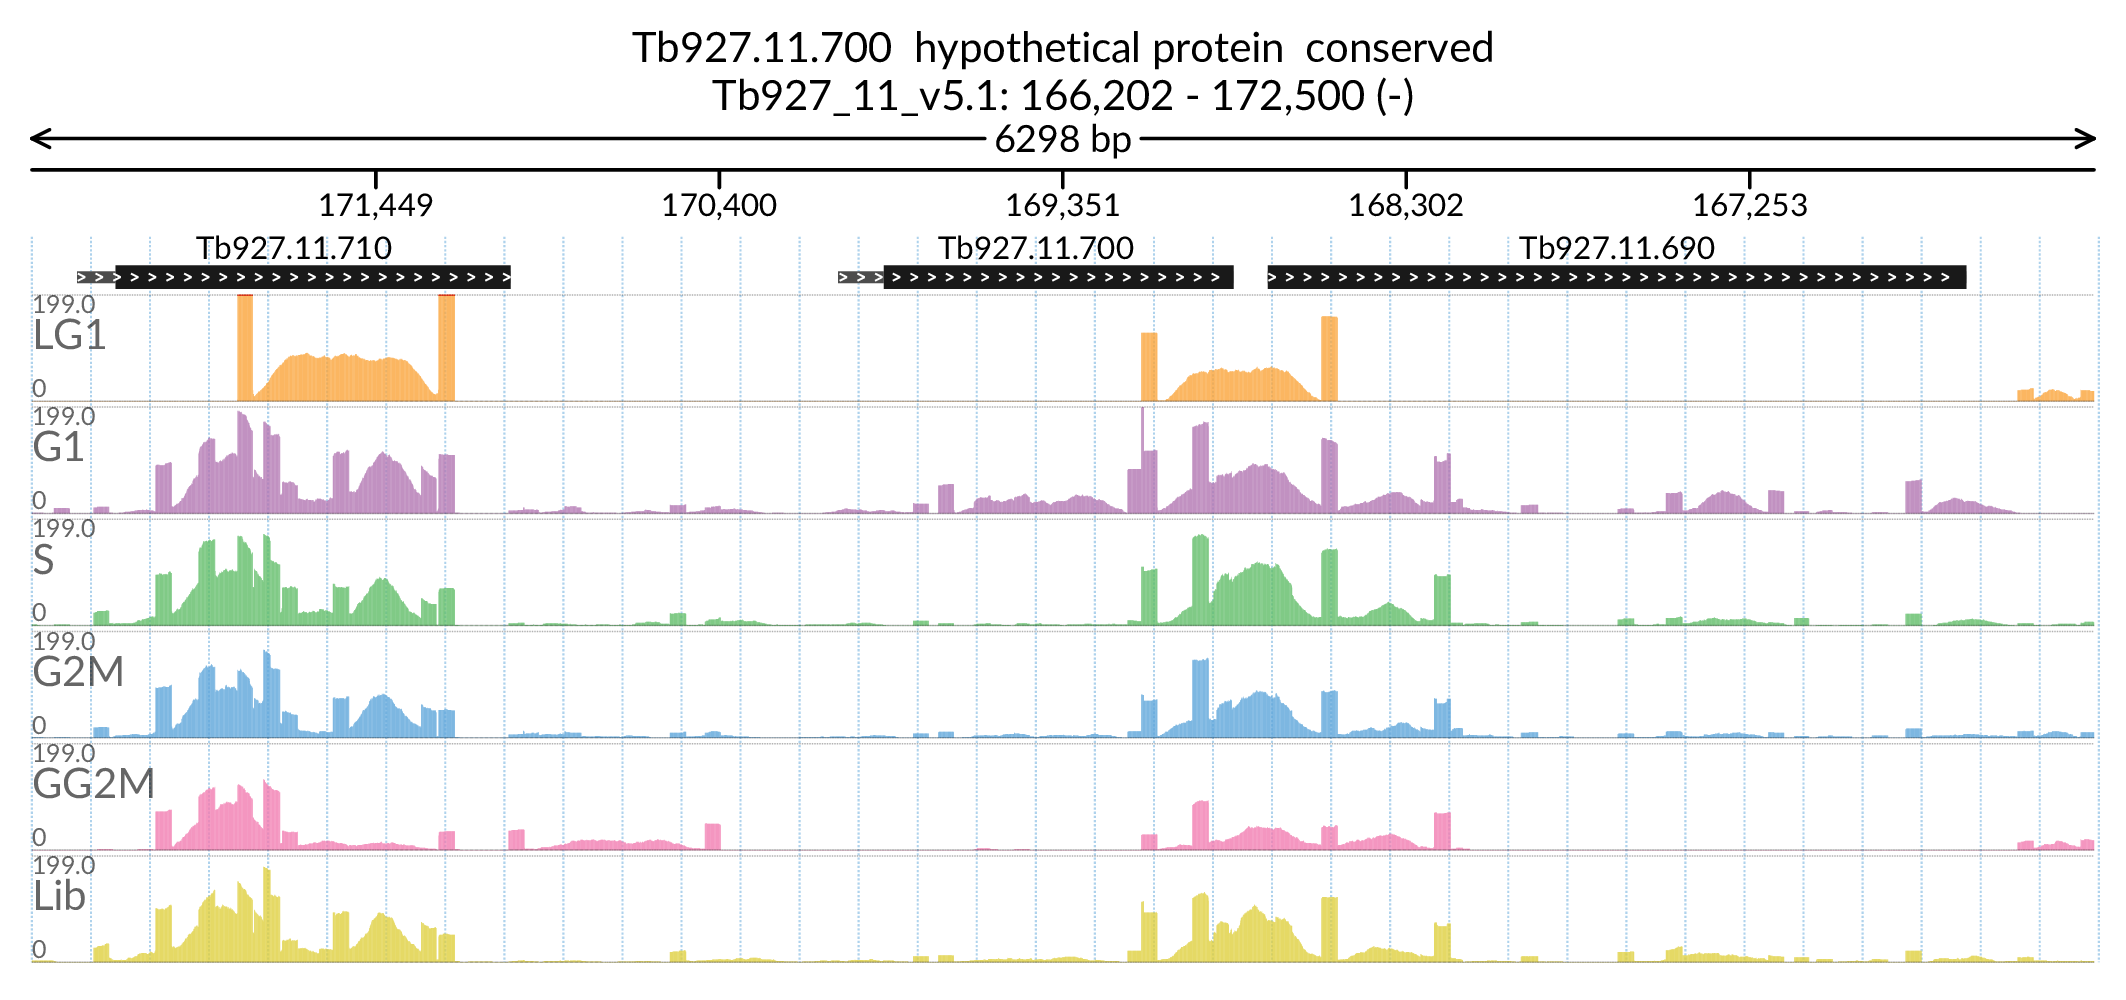 Tb927.11.700  hypothetical protein  conserved
Tb927_11_v5.1: 166,202 - 172,500 (-)
6298 bp
171,449 170,400 169,351 168,302 167,253
Tb927.11.710 Tb927.11.700 Tb927.11.690
199.0
LG1
0
199.0
G1
0
199.0
S
0
199.0
G2M
0
199.0
GG2M
0
199.0
Lib
0